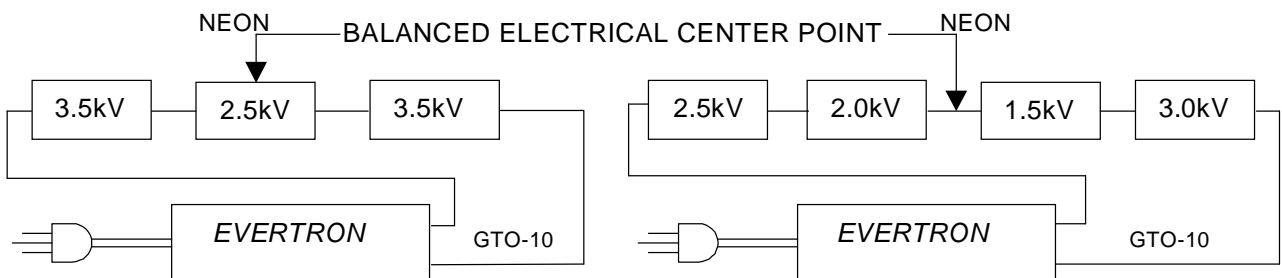 NEON BALANCED ELECTRICAL CENTER POINT NEON
3.5kV 2.5kV 3.5kV 2.5kV 2.0kV 1.5kV 3.0kV
EVERTRON GTO-10 EVERTRON GTO-10